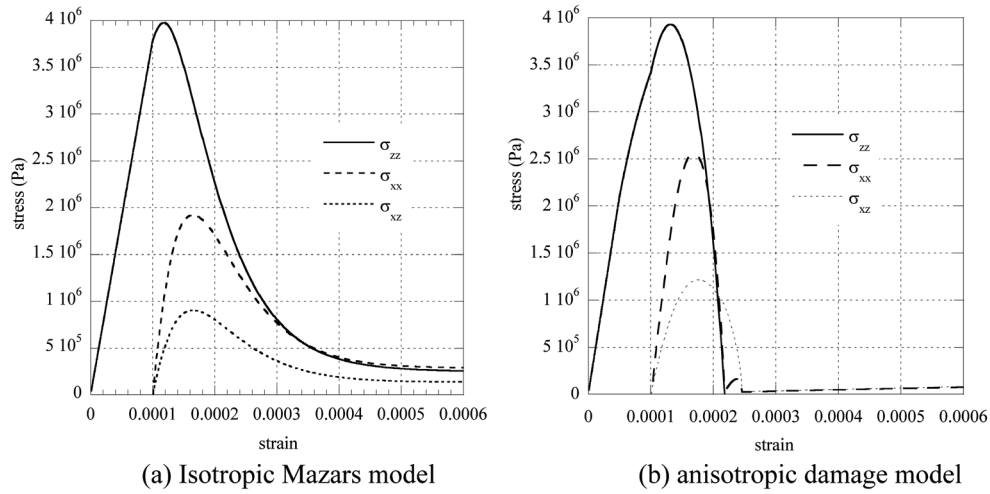 4 10⁶
3.5 10⁶
3 10⁶
2.5 10⁶
2 10⁶
1.5 10⁶
1 10⁶
5 10⁵
0
stress (Pa)
σzz
σxx
σxz
0 0.0001 0.0002 0.0003 0.0004 0.0005 0.0006
strain
(a) Isotropic Mazars model
4 10⁶
3.5 10⁶
3 10⁶
2.5 10⁶
2 10⁶
1.5 10⁶
1 10⁶
5 10⁵
0
stress (Pa)
σzz
σxx
σxz
0 0.0001 0.0002 0.0003 0.0004 0.0005 0.0006
strain
(b) anisotropic damage model